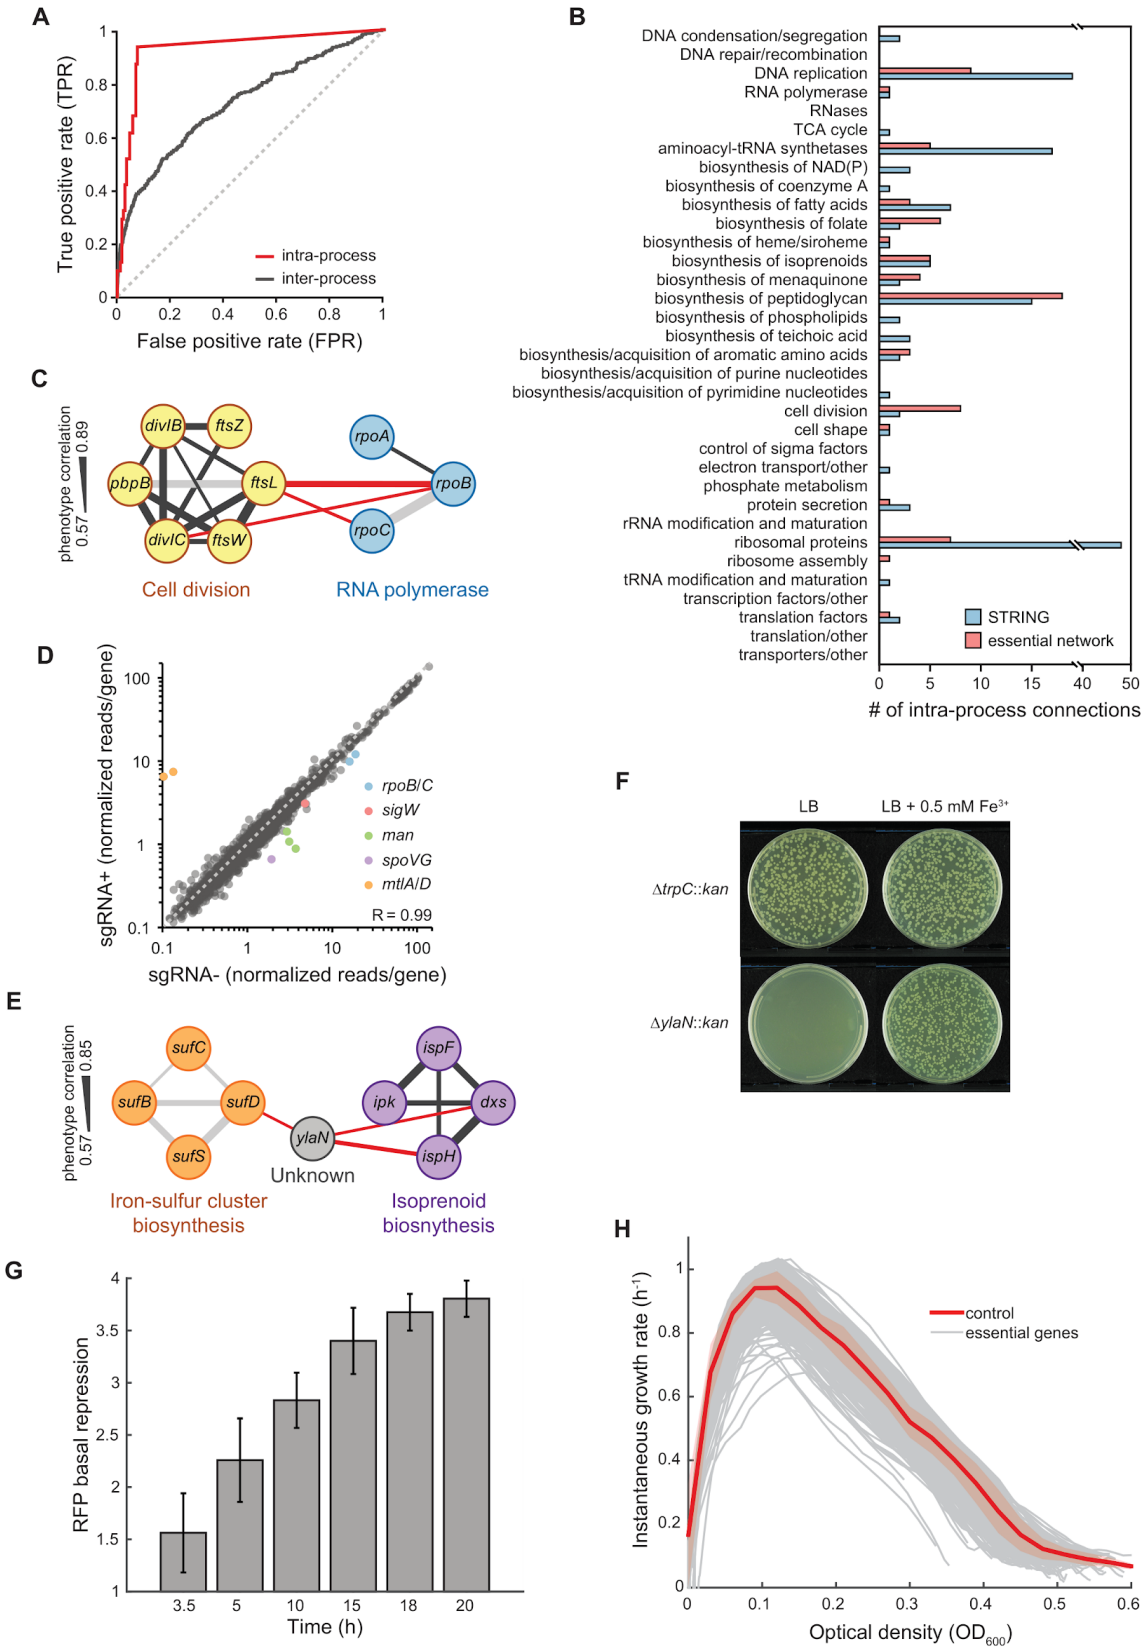 A
True positive rate (TPR)
1
0.8
0.6
0.4
0.2
0
0
0.2
0.4
0.6
0.8
1
False positive rate (FPR)
intra-process
inter-process
B
DNA condensation/segregation
DNA repair/recombination
DNA replication
RNA polymerase
RNases
TCA cycle
aminoacyl-tRNA synthetases
biosynthesis of NAD(P)
biosynthesis of coenzyme A
biosynthesis of fatty acids
biosynthesis of folate
biosynthesis of heme/siroheme
biosynthesis of isoprenoids
biosynthesis of menaquinone
biosynthesis of peptidoglycan
biosynthesis of phospholipids
biosynthesis of teichoic acid
biosynthesis/acquisition of aromatic amino acids
biosynthesis/acquisition of purine nucleotides
biosynthesis/acquisition of pyrimidine nucleotides
cell division
cell shape
control of sigma factors
electron transport/other
phosphate metabolism
protein secretion
rRNA modification and maturation
ribosomal proteins
ribosome assembly
tRNA modification and maturation
transcription factors/other
translation factors
translation/other
transporters/other
STRING
essential network
0
5
10
15
40
50
# of intra-process connections
C
phenotype correlation
0.57
0.89
divIB
ftsZ
pbpB
ftsL
divIC
ftsW
rpoA
rpoB
rpoC
Cell division
RNA polymerase
D
sgRNA+ (normalized reads/gene)
100
10
1
0.1
0.1
1
10
100
sgRNA- (normalized reads/gene)
rpoB/C
sigW
man
spoVG
mtlA/D
R = 0.99
E
phenotype correlation
0.57
0.85
sufC
sufB
sufD
sufS
ylaN
Unknown
ispF
ipk
dxs
ispH
Iron-sulfur cluster
biosynthesis
Isoprenoid
biosnythesis
F
LB
LB + 0.5 mM Fe³⁺
ΔtrpC::kan
ΔylaN::kan
G
RFP basal repression
4
3.5
3
2.5
2
1.5
1
3.5
5
10
15
18
20
Time (h)
H
Instantaneous growth rate (h⁻¹)
1
0.8
0.6
0.4
0.2
0
0
0.1
0.2
0.3
0.4
0.5
0.6
Optical density (OD₆₀₀)
control
essential genes